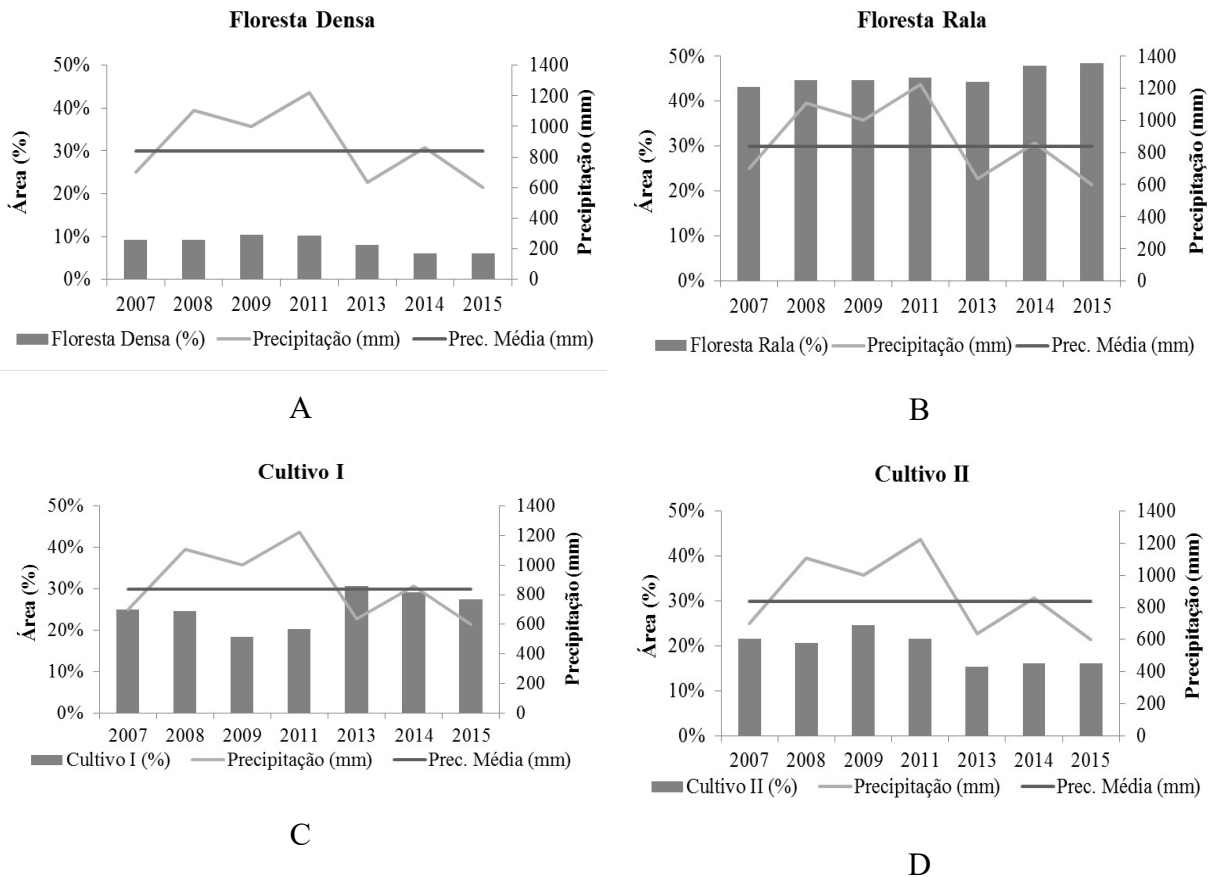 Floresta Densa
50%
40%
30%
20%
10%
0%
Área (%)
1400
1200
1000
800
600
400
200
0
Precipitação (mm)
2007 2008 2009 2011 2013 2014 2015
Floresta Densa (%) Precipitação (mm) Prec. Média (mm)
A
Floresta Rala
50%
40%
30%
20%
10%
0%
Área (%)
1400
1200
1000
800
600
400
200
0
Precipitação (mm)
2007 2008 2009 2011 2013 2014 2015
Floresta Rala (%) Precipitação (mm) Prec. Média (mm)
B
Cultivo I
50%
40%
30%
20%
10%
0%
Área (%)
1400
1200
1000
800
600
400
200
0
Precipitação (mm)
2007 2008 2009 2011 2013 2014 2015
Cultivo I (%) Precipitação (mm) Prec. Média (mm)
C
Cultivo II
50%
40%
30%
20%
10%
0%
Área (%)
1400
1200
1000
800
600
400
200
0
Precipitação (mm)
2007 2008 2009 2011 2013 2014 2015
Cultivo II (%) Precipitação (mm) Prec. Média (mm)
D